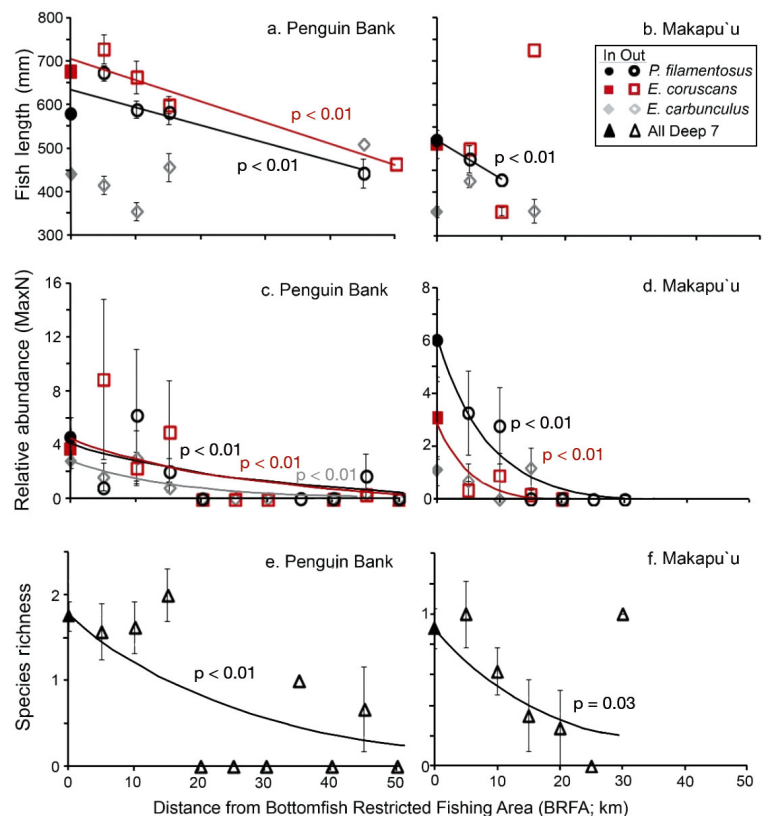 a. Penguin Bank
b. Makapu`u
800
700
600
500
400
300
Fish length (mm)
p < 0.01
p < 0.01
p < 0.01
In Out
P. filamentosus
E. coruscans
E. carbunculus
All Deep 7
c. Penguin Bank
d. Makapu`u
16
12
8
4
0
Relative abundance (MaxN)
p < 0.01
p < 0.01
p < 0.01
8
6
4
2
0
p < 0.01
p < 0.01
e. Penguin Bank
f. Makapu`u
2
1
0
Species richness
p < 0.01
1
0
p = 0.03
0 10 20 30 40 50
0 10 20 30 40 50
Distance from Bottomfish Restricted Fishing Area (BRFA; km)